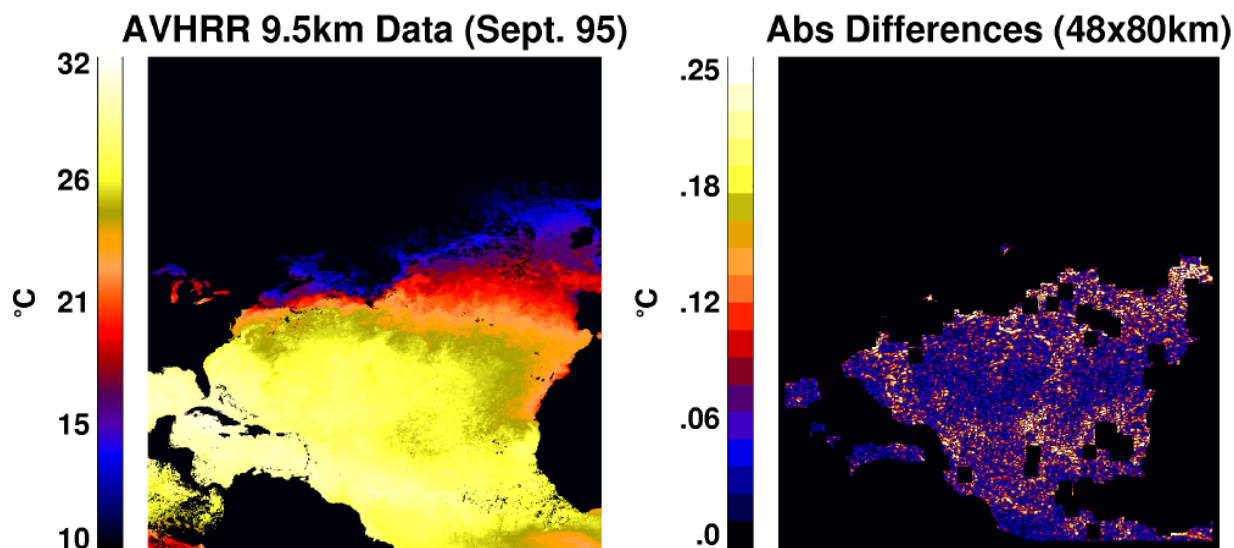 AVHRR 9.5km Data (Sept. 95)
32
26
21
15
10
°C
Abs Differences (48x80km)
.25
.18
.12
.06
.0
°C